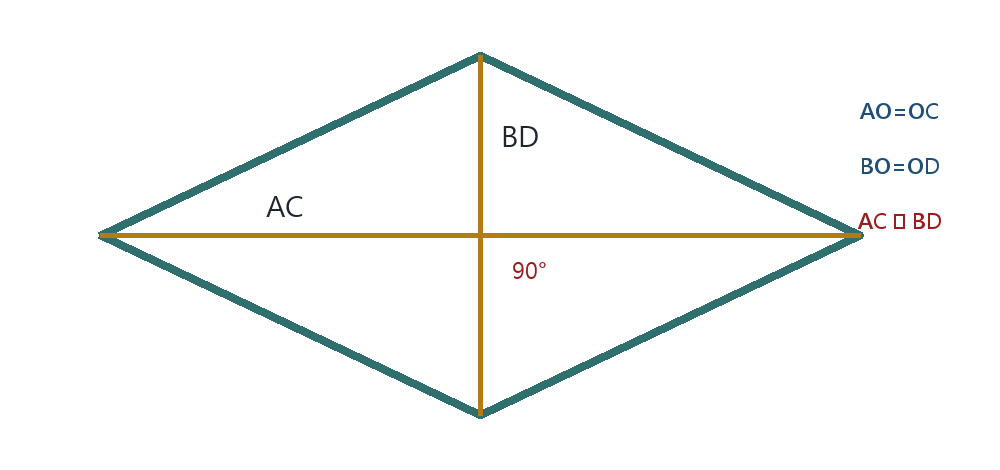 AO=OC
BD
BO=OD
AC
AC □ BD
90°